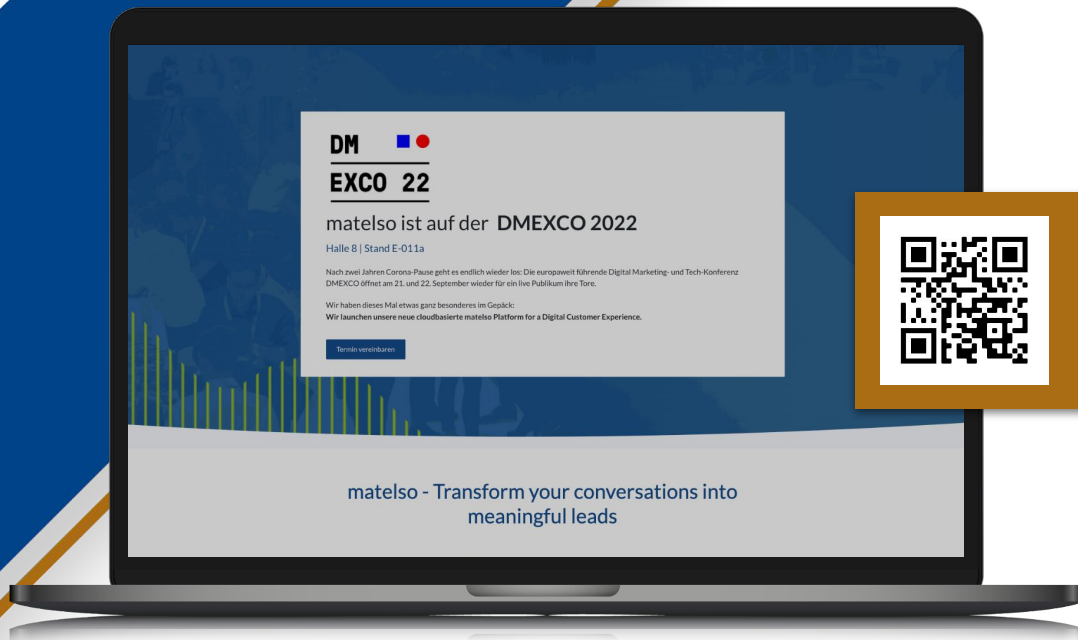 DM
EXCO 22
matelso ist auf der DMEXCO 2022
Halle 8 | Stand E-011a
Nach zwei Jahren Corona-Pause geht es endlich wieder los: Die europaweit führende Digital Marketing- und Tech-Konferenz
DMEXCO öffnet am 21. und 22. September wieder für ein live Publikum ihre Tore.
Wir haben dieses Mal etwas ganz besonderes im Gepäck:
Wir launchen unsere neue cloudbasierte matelso Platform for a Digital Customer Experience.
Termin vereinbaren
matelso - Transform your conversations into
meaningful leads